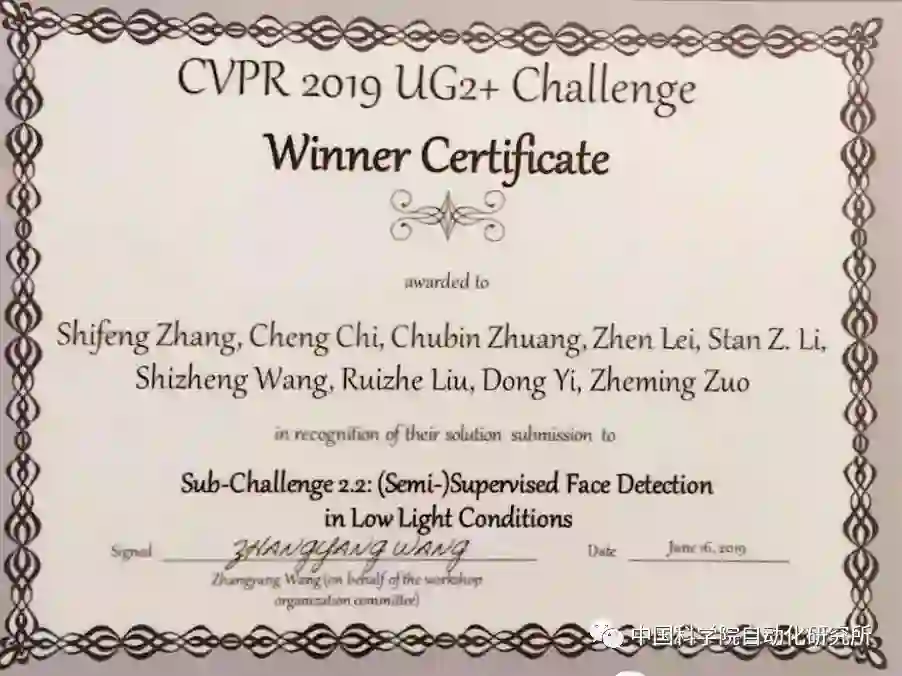 CVPR 2019 UG2+ Challenge
Winner Certificate
awarded to
Shifeng Zhang, Cheng Chi, Chubin Zhuang, Zhen Lei, Stan Z. Li,
Shizheng Wang, Ruizhe Liu, Dong Yi, Zheming Zuo
in recognition of their solution submission to
Sub-Challenge 2.2: (Semi-)Supervised Face Detection
in Low Light Conditions
Signed ZHANGYANG WANG Date June 16, 2019
Zhangyang Wang (on behalf of the workshop
organization committee)
中国科学院自动化研究所